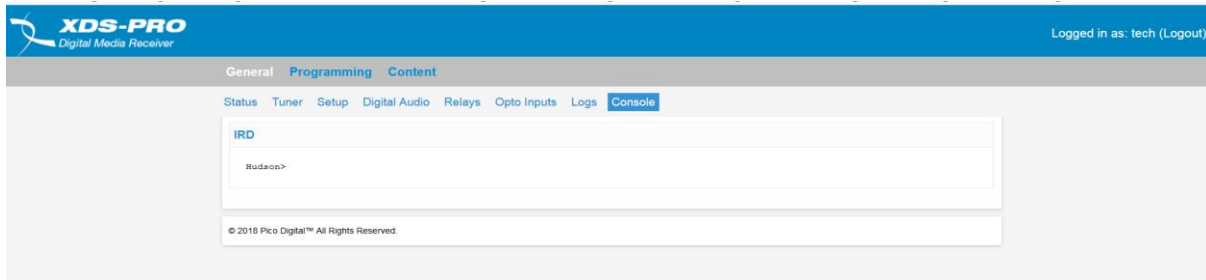 XDS-PRO
Digital Media Receiver
Logged in as: tech (Logout)
General Programming Content
Status Tuner Setup Digital Audio Relays Opto Inputs Logs Console
IRD
Hudson>
© 2018 Pico Digital™ All Rights Reserved.